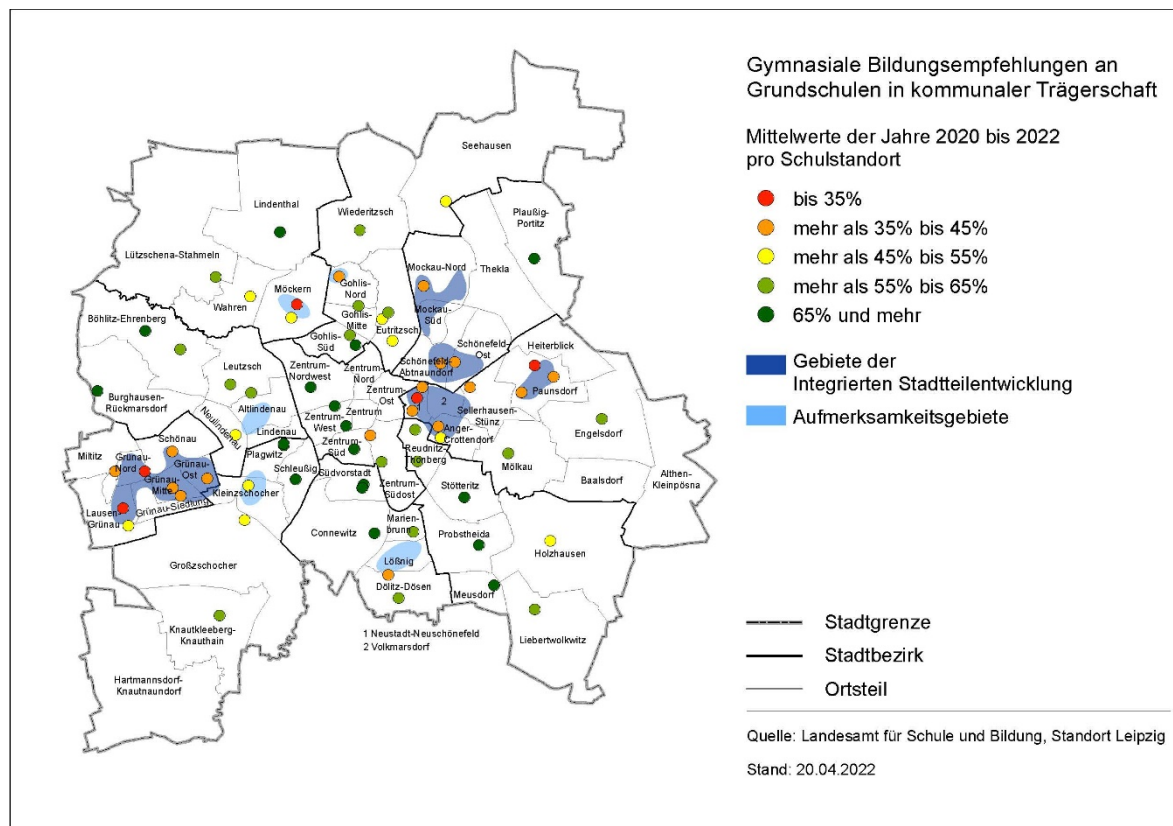 Gymnasiale Bildungsempfehlungen an
Grundschulen in kommunaler Trägerschaft
Mittelwerte der Jahre 2020 bis 2022
pro Schulstandort
bis 35%
mehr als 35% bis 45%
mehr als 45% bis 55%
mehr als 55% bis 65%
65% und mehr
Gebiete der
Integrierten Stadtteilentwicklung
Aufmerksamkeitsgebiete
Stadtgrenze
Stadtbezirk
Ortsteil
Quelle: Landesamt für Schule und Bildung, Standort Leipzig
Stand: 20.04.2022
Seehausen
Lindenthal
Wiederitzsch
Plaußig-
Portitz
Lützschena-Stahmeln
Mockau-Nord
Thekla
Möckern
Gohlis-
Nord
Wahren
Mockau-
Süd
Gohlis-
Mitte
Eutritzsch
Böhlitz-Ehrenberg
Gohlis-
Süd
Schönefeld-
Ost
Heiterblick
Leutzsch
Zentrum-
Nordwest
Zentrum-
Nord
Schönefeld-
Abtnaundorf
Paunsdorf
Burghausen-
Rückmarsdorf
Altlindenau
Zentrum-
Ost
1
2
Sellerhausen-
Stünz
Neulindenau
Lindenau
Zentrum-
West
Zentrum
Anger-
Crottendorf
Engelsdorf
Schönau
Miltitz
Grünau-
Nord
Grünau-
Ost
Plagwitz
Zentrum-
Süd
Reudnitz-
Thonberg
Mölkau
Althen-
Kleinpösna
Grünau-
Mitte
Schleußig
Südvorstadt
Zentrum-
Südost
Stötteritz
Baalsdorf
Kleinzschocher
Lausen-
Grünau
Grünau-Siedlung
Connewitz
Marien-
brunn
Probstheida
Holzhausen
Großzschocher
Lößnig
Dölitz-Dösen
Meusdorf
Knautkleeberg-
Knauthain
Liebertwolkwitz
1 Neustadt-Neuschönefeld
2 Volkmarsdorf
Hartmannsdorf-
Knautnaundorf